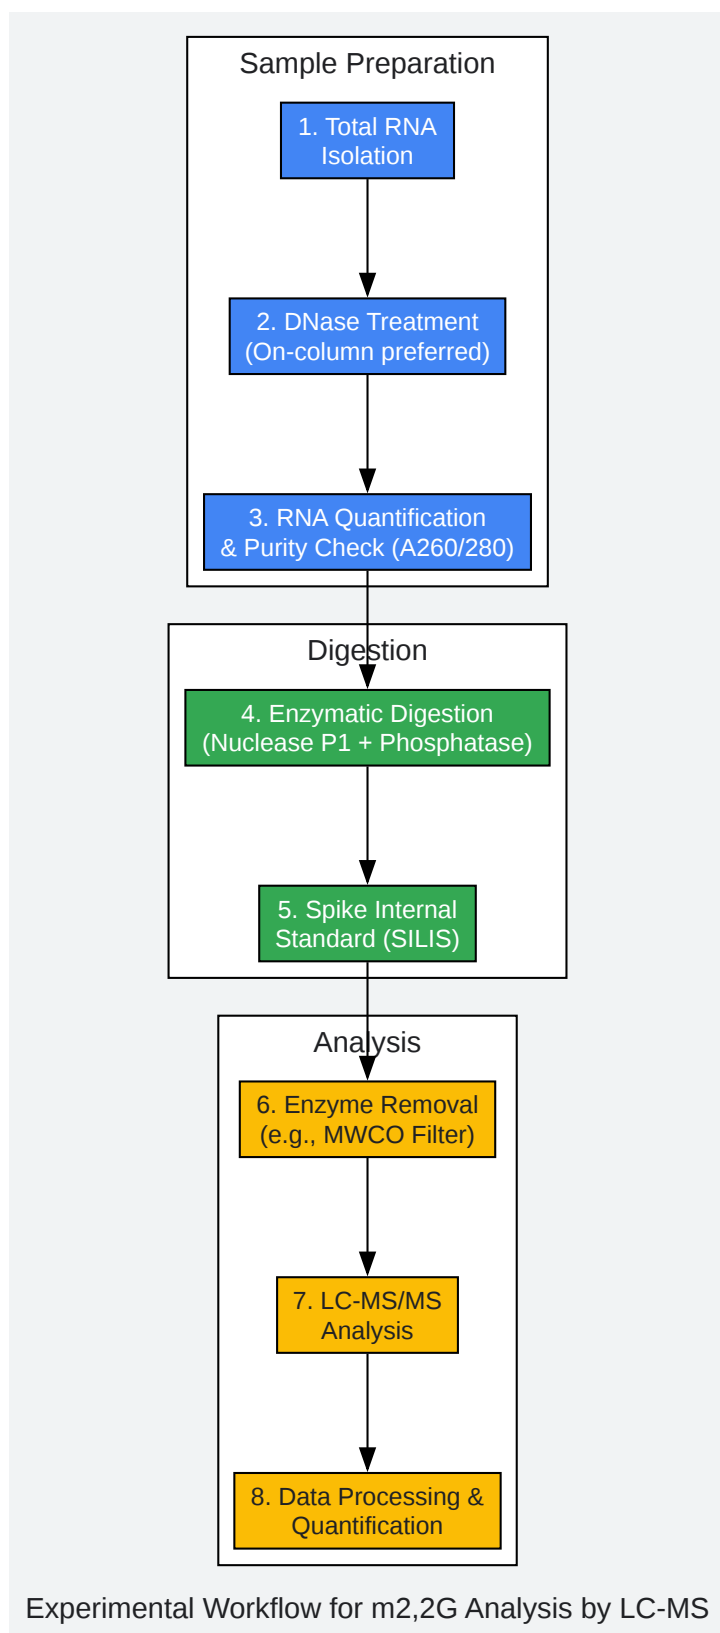 Sample Preparation
1. Total RNA
Isolation
2. DNase Treatment
(On-column preferred)
3. RNA Quantification
& Purity Check (A260/280)
Digestion
4. Enzymatic Digestion
(Nuclease P1 + Phosphatase)
5. Spike Internal
Standard (SILIS)
Analysis
6. Enzyme Removal
(e.g., MWCO Filter)
7. LC-MS/MS
Analysis
8. Data Processing &
Quantification
Experimental Workflow for m2,2G Analysis by LC-MS